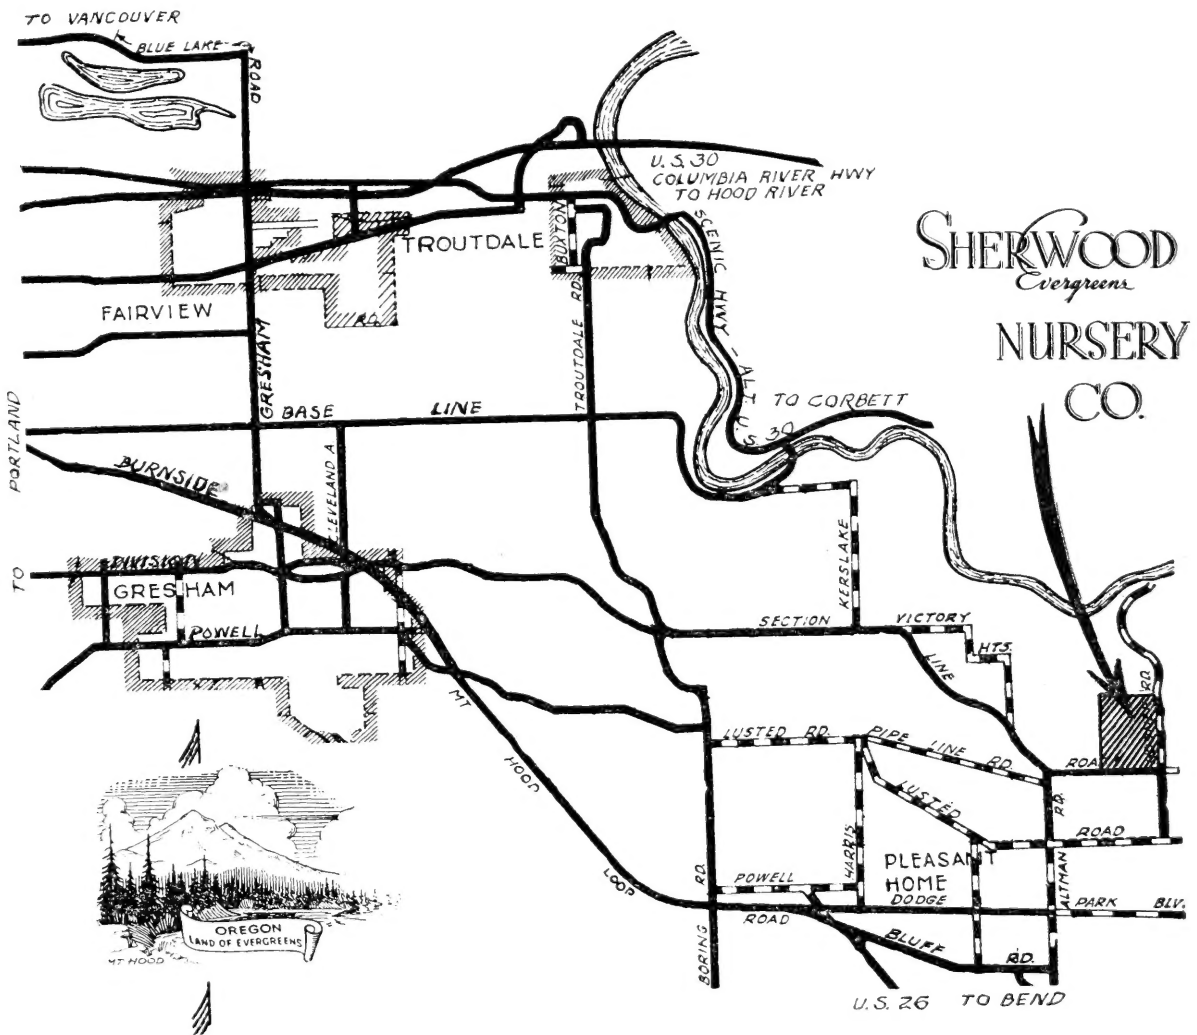 TO VANCOUVER
BLUE LAKE
ROAD
U.S. 30
COLUMBIA RIVER HWY
TO HOOD RIVER
SHERWOOD
Evergreens
NURSERY
CO.
TROUTDALE
BUXTON
RD.
SCENIC HWY - ALT. U.S. 30
FAIRVIEW
RD.
GRESHAM
TROUTDALE
BASE LINE
TO CORBETT
TO PORTLAND
BURNSIDE
CLEVELAND A
DIVISION
GRESHAM
POWELL
KERSLAKE
SECTION
LINE
VICTORY
HTS.
RD.
MT HOOD LOOP
LUSTED RD.
PIPE LINE RD.
ROAD
RD.
LUSTED
ROAD
HARRIS
PLEASANT
HOME
DODGE
PARK BLV.
ALTMAN
POWELL
RD.
ROAD
BLUFF
RD.
BORING
U.S. 26 TO BEND
OREGON
LAND OF EVERGREENS
MT HOOD